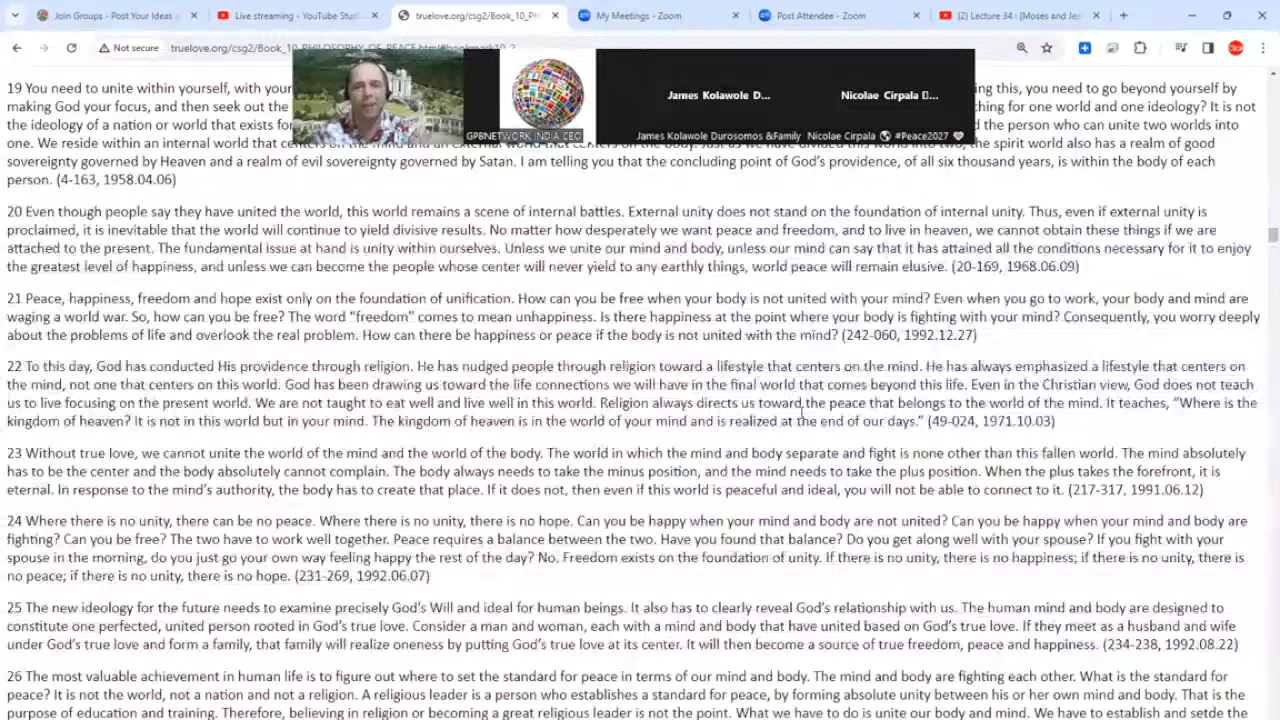 Join Groups - Post Your Ideas
Live streaming - YouTube Stu
truelove.org/csg2/Book_10_P
My Meetings - Zoom
Post Attendee - Zoom
(2) Lecture 34 : [Moses and Jes
Not secure truelove.org/csg2/Book_10_PHILOSOPHY_OF_PEACE.html#bookmark10_2
James Kolawole D...
Nicolae Cirpala
GPBNETWORK INDIA CEO
James Kolawole Durosomos &Family
Nicolae Cirpala #Peace2027
19 You need to unite within yourself, with your ing this, you need to go beyond yourself by
making God your focus, and then seek out the ching for one world and one ideology? It is not
the ideology of a nation or world that exists for d the person who can unite two worlds into
one. We reside within an internal world that the spirit world also has a realm of good
sovereignty governed by Heaven and a realm of evil sovereignty governed by Satan. I am telling you that the concluding point of God's providence, of all six thousand years, is within the body of each
person. (4-163, 1958.04.06)
20 Even though people say they have united the world, this world remains a scene of internal battles. External unity does not stand on the foundation of internal unity. Thus, even if external unity is
proclaimed, it is inevitable that the world will continue to yield divisive results. No matter how desperately we want peace and freedom, and to live in heaven, we cannot obtain these things if we are
attached to the present. The fundamental issue at hand is unity within ourselves. Unless we unite our mind and body, unless our mind can say that it has attained all the conditions necessary for it to enjoy
the greatest level of happiness, and unless we can become the people whose center will never yield to any earthly things, world peace will remain elusive. (20-169, 1968.06.09)
21 Peace, happiness, freedom and hope exist only on the foundation of unification. How can you be free when your body is not united with your mind? Even when you go to work, your body and mind are
waging a world war. So, how can you be free? The word “freedom” comes to mean unhappiness. Is there happiness at the point where your body is fighting with your mind? Consequently, you worry deeply
about the problems of life and overlook the real problem. How can there be happiness or peace if the body is not united with the mind? (242-060, 1992.12.27)
22 To this day, God has conducted His providence through religion. He has nudged people through religion toward a lifestyle that centers on the mind. He has always emphasized a lifestyle that centers on
the mind, not one that centers on this world. God has been drawing us toward the life connections we will have in the final world that comes beyond this life. Even in the Christian view, God does not teach
us to live focusing on the present world. We are not taught to eat well and live well in this world. Religion always directs us toward the peace that belongs to the world of the mind. It teaches, “Where is the
kingdom of heaven? It is not in this world but in your mind. The kingdom of heaven is in the world of your mind and is realized at the end of our days.” (49-024, 1971.10.03)
23 Without true love, we cannot unite the world of the mind and the world of the body. The world in which the mind and body separate and fight is none other than this fallen world. The mind absolutely
has to be the center and the body absolutely cannot complain. The body always needs to take the minus position, and the mind needs to take the plus position. When the plus takes the forefront, it is
eternal. In response to the mind's authority, the body has to create that place. If it does not, then even if this world is peaceful and ideal, you will not be able to connect to it. (217-317, 1991.06.12)
24 Where there is no unity, there can be no peace. Where there is no unity, there is no hope. Can you be happy when your mind and body are not united? Can you be happy when your mind and body are
fighting? Can you be free? The two have to work well together. Peace requires a balance between the two. Have you found that balance? Do you get along well with your spouse? If you fight with your
spouse in the morning, do you just go your own way feeling happy the rest of the day? No. Freedom exists on the foundation of unity. If there is no unity, there is no happiness; if there is no unity, there is
no peace; if there is no unity, there is no hope. (231-269, 1992.06.07)
25 The new ideology for the future needs to examine precisely God's Will and ideal for human beings. It also has to clearly reveal God's relationship with us. The human mind and body are designed to
constitute one perfected, united person rooted in God's true love. Consider a man and woman, each with a mind and body that have united based on God's true love. If they meet as a husband and wife
under God's true love and form a family, that family will realize oneness by putting God's true love at its center. It will then become a source of true freedom, peace and happiness. (234-238, 1992.08.22)
26 The most valuable achievement in human life is to figure out where to set the standard for peace in terms of our mind and body. The mind and body are fighting each other. What is the standard for
peace? It is not the world, not a nation and not a religion. A religious leader is a person who establishes a standard for peace, by forming absolute unity between his or her own mind and body. That is the
purpose of education and training. Therefore, believing in religion or becoming a great religious leader is not the point. What we have to do is unite our body and mind. We have to establish and setde the